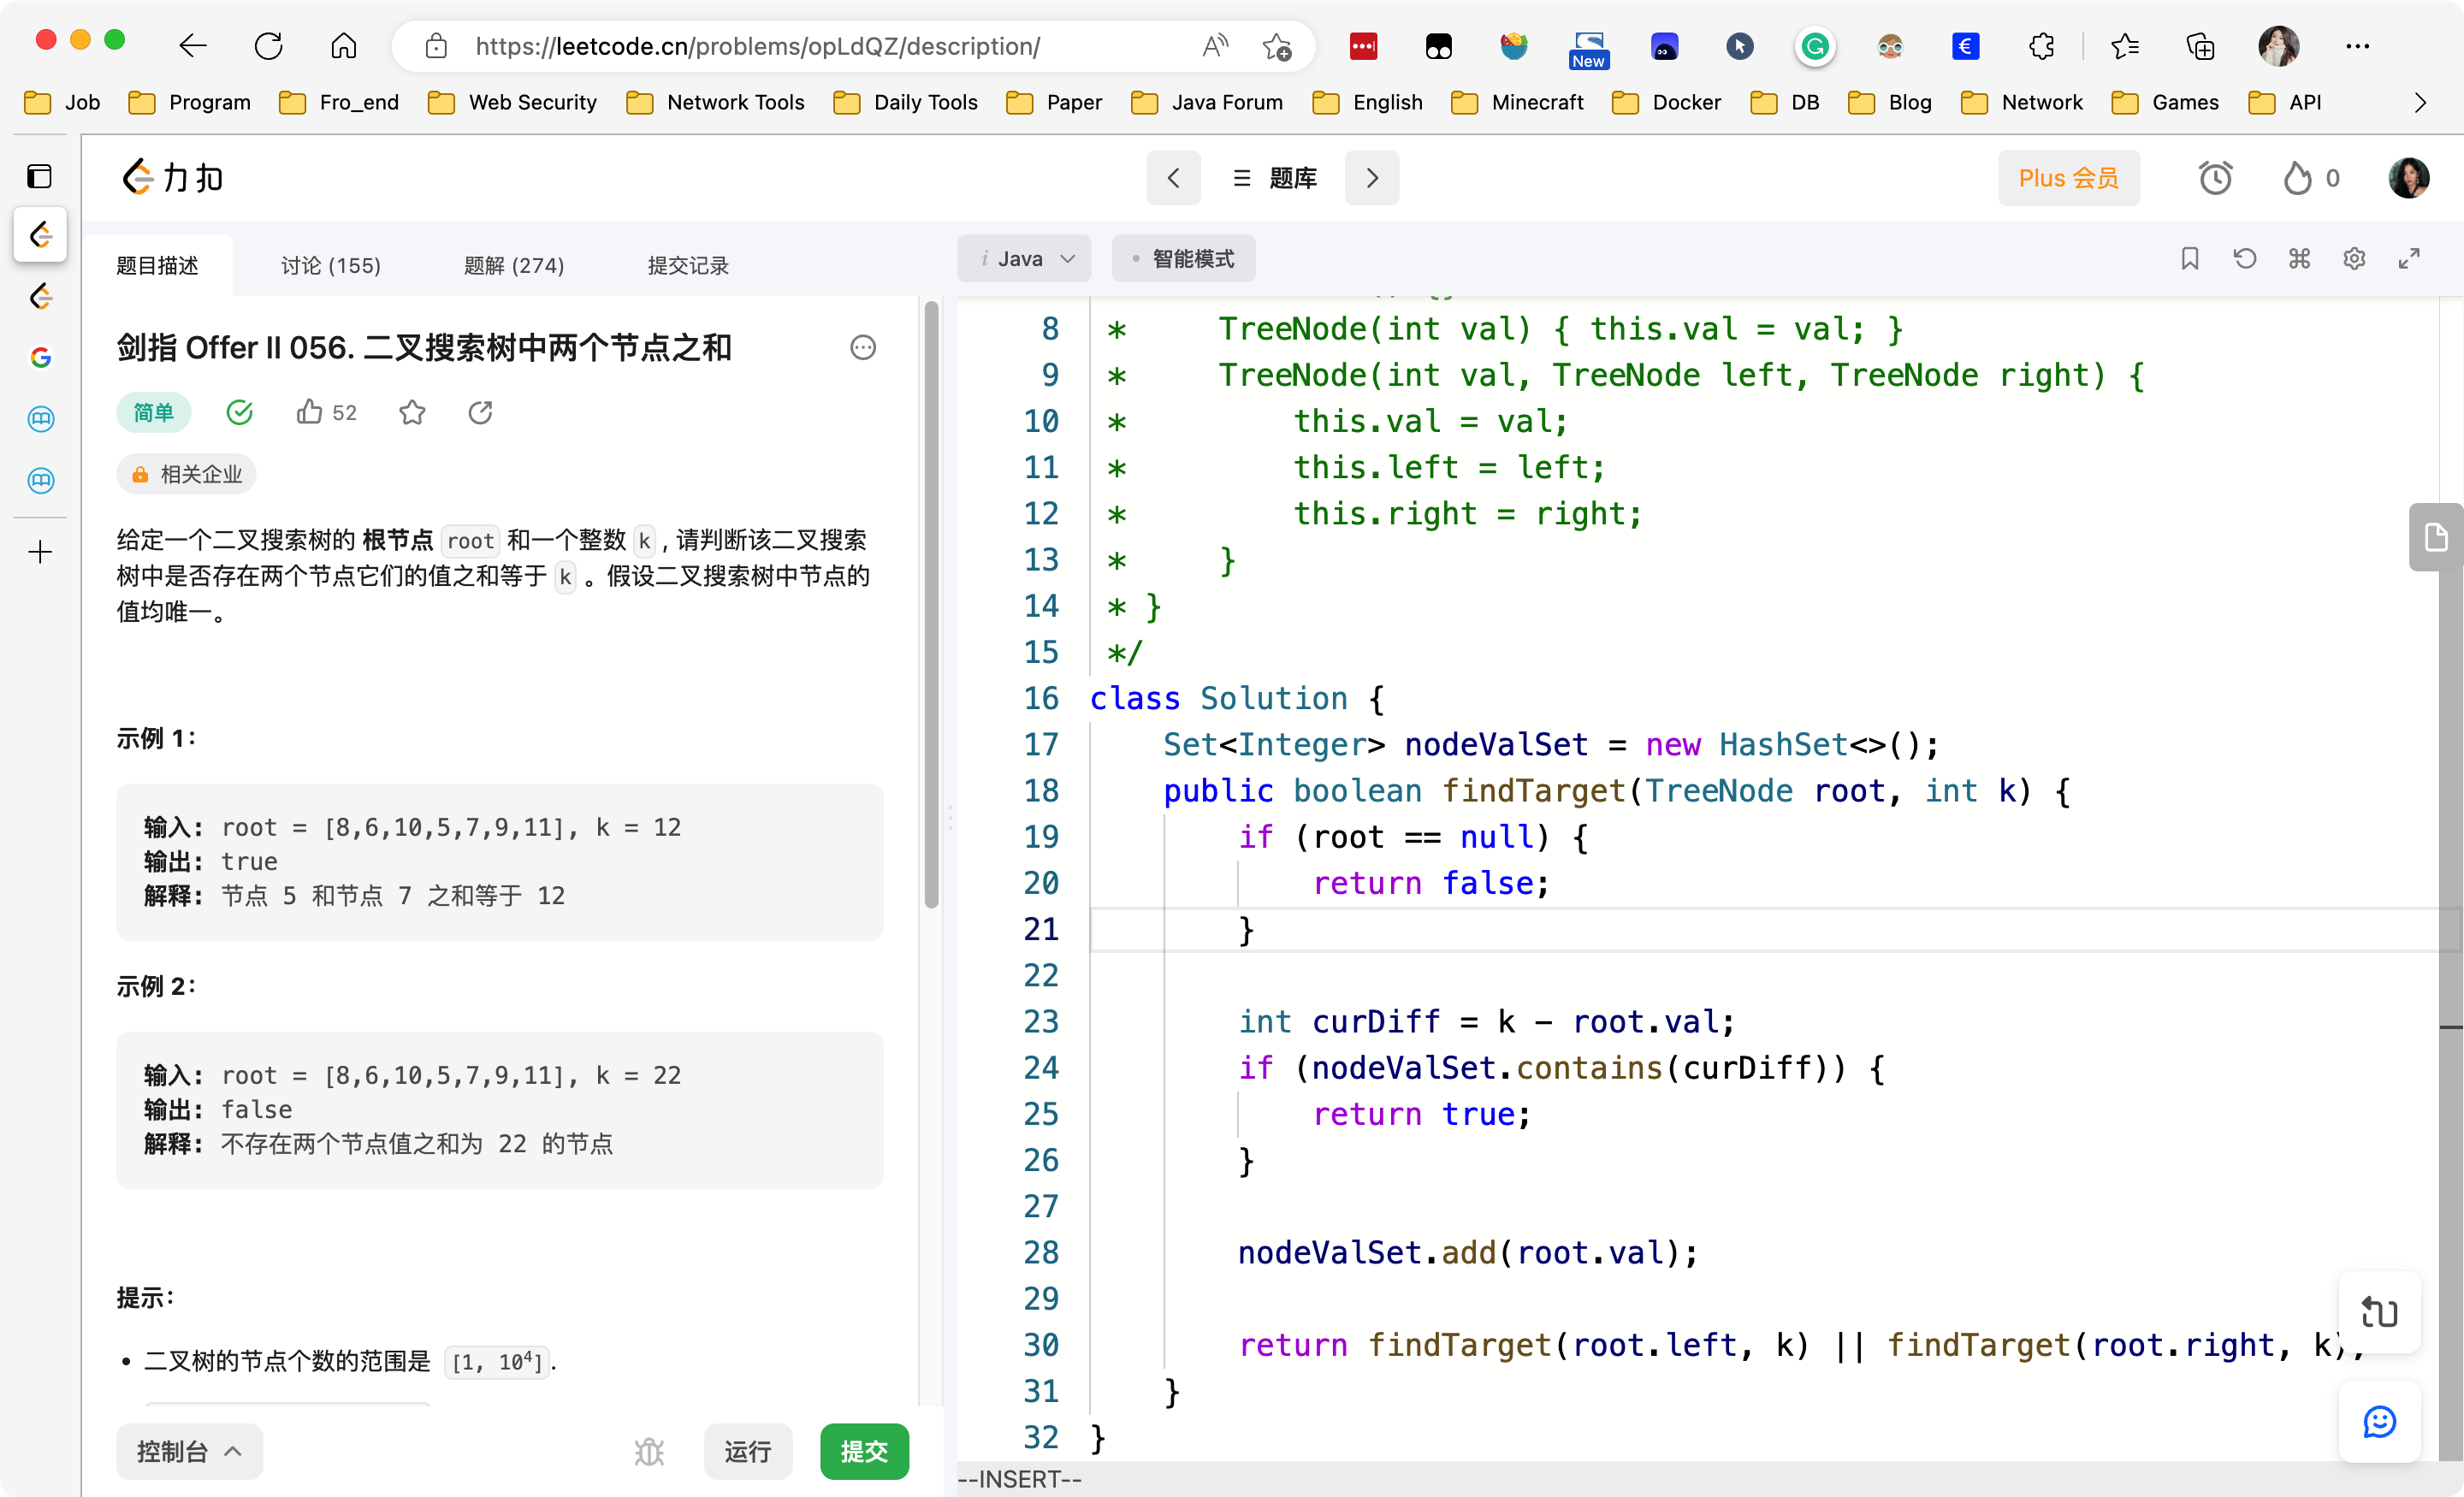 https://leetcode.cn/problems/opLdQZ/description/
New
Job Program Fro_end Web Security Network Tools Daily Tools Paper Java Forum English Minecraft Docker DB Blog Network Games API
力扣
题库
Plus 会员
0
题目描述 讨论 (155) 题解 (274) 提交记录
剑指 Offer II 056. 二叉搜索树中两个节点之和
简单 52
相关企业
给定一个二叉搜索树的 根节点 root 和一个整数 k , 请判断该二叉搜索
树中是否存在两个节点它们的值之和等于 k 。假设二叉搜索树中节点的
值均唯一。
示例 1:
输入: root = [8,6,10,5,7,9,11], k = 12
输出: true
解释: 节点 5 和节点 7 之和等于 12
示例 2:
输入: root = [8,6,10,5,7,9,11], k = 22
输出: false
解释: 不存在两个节点值之和为 22 的节点
提示:
• 二叉树的节点个数的范围是 [1, 10⁴].
控制台
运行
提交
i Java
智能模式
8 *     TreeNode(int val) { this.val = val; }
9 *     TreeNode(int val, TreeNode left, TreeNode right) {
10 *         this.val = val;
11 *         this.left = left;
12 *         this.right = right;
13 *     }
14 * }
15 */
16 class Solution {
17     Set<Integer> nodeValSet = new HashSet<>();
18     public boolean findTarget(TreeNode root, int k) {
19         if (root == null) {
20             return false;
21         }
22
23         int curDiff = k - root.val;
24         if (nodeValSet.contains(curDiff)) {
25             return true;
26         }
27
28         nodeValSet.add(root.val);
29
30         return findTarget(root.left, k) || findTarget(root.right, k);
31     }
32 }
--INSERT--